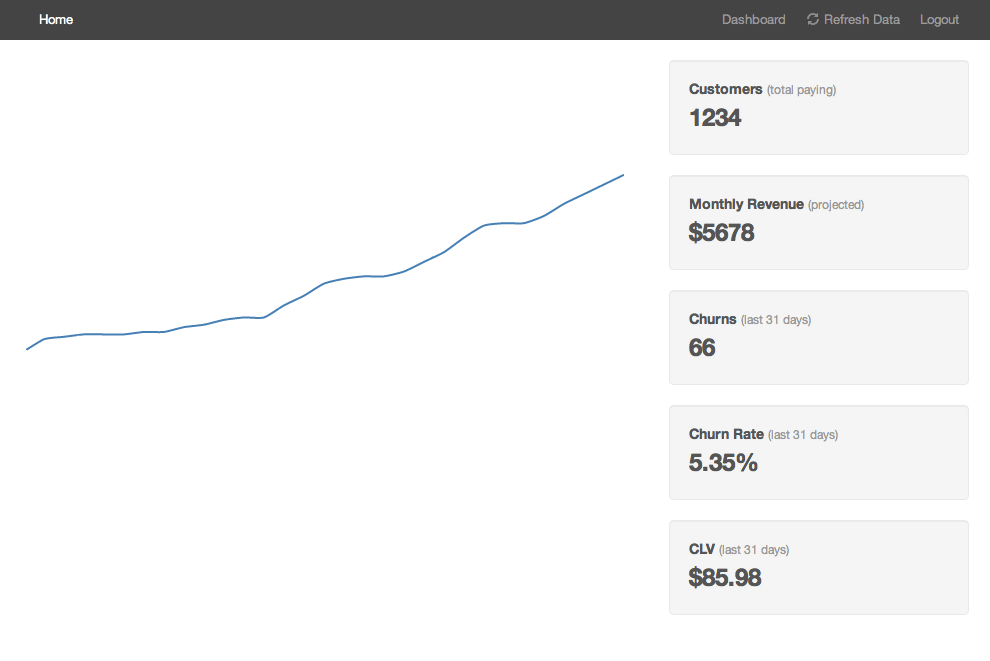 Home Dashboard Refresh Data Logout
Customers (total paying)
1234
Monthly Revenue (projected)
$5678
Churns (last 31 days)
66
Churn Rate (last 31 days)
5.35%
CLV (last 31 days)
$85.98